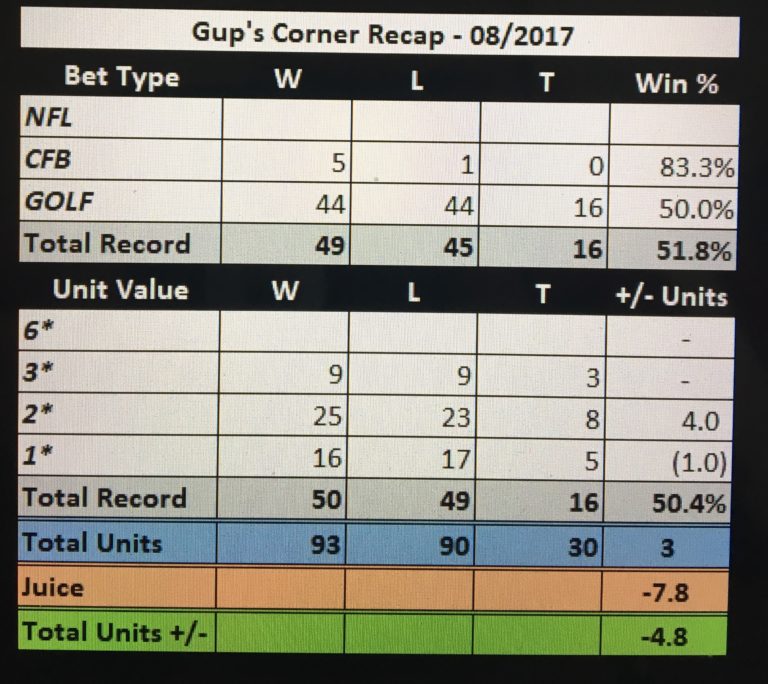 Gup's Corner Recap - 08/2017
Bet Type W L T Win %
NFL
CFB 5 1 0 83.3%
GOLF 44 44 16 50.0%
Total Record 49 45 16 51.8%
Unit Value W L T +/- Units
6* -
3* 9 9 3 -
2* 25 23 8 4.0
1* 16 17 5 (1.0)
Total Record 50 49 16 50.4%
Total Units 93 90 30 3
Juice -7.8
Total Units +/- -4.8